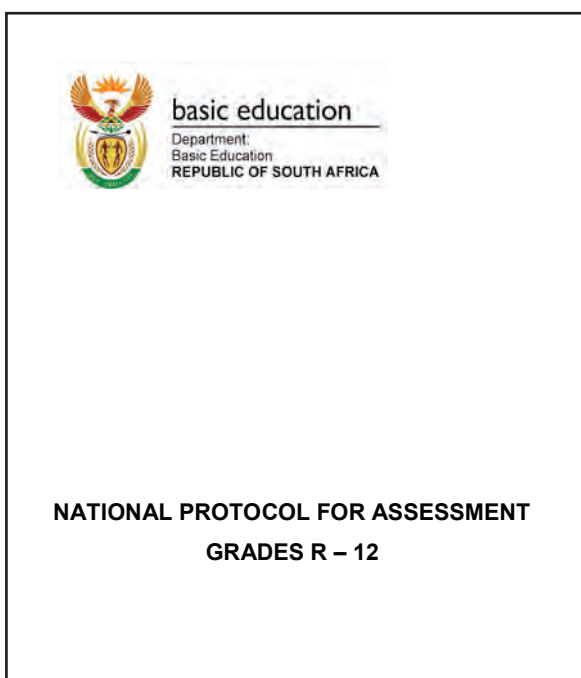 basic education
Department:
Basic Education
REPUBLIC OF SOUTH AFRICA
NATIONAL PROTOCOL FOR ASSESSMENT
GRADES R – 12